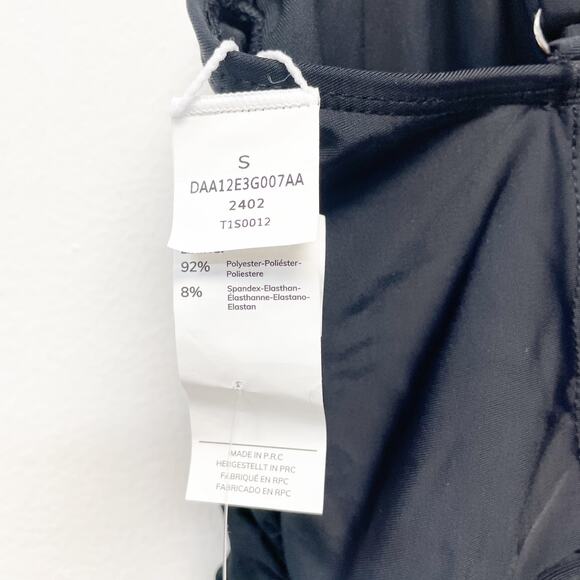 S
DAA12E3G007AA
2402
T1S0012
92% Polyester-Poliéster-
Poliestere
8% Spandex-Elasthan-
Élasthanne-Elastano-
Elastan
MADE IN P.R.C
HERGESTELLT IN PRC
FABRIQUÉ EN RPC
FABRICADO EN RPC